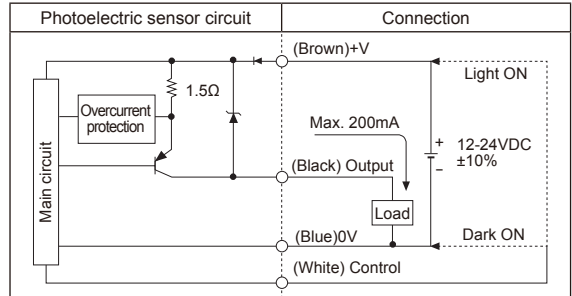 Photoelectric sensor circuit
Connection
(Brown)+V
Light ON
1.5Ω
Overcurrent
protection
Max. 200mA
+
12-24VDC
±10%
−
(Black) Output
Main circuit
Load
(Blue)0V
Dark ON
(White) Control